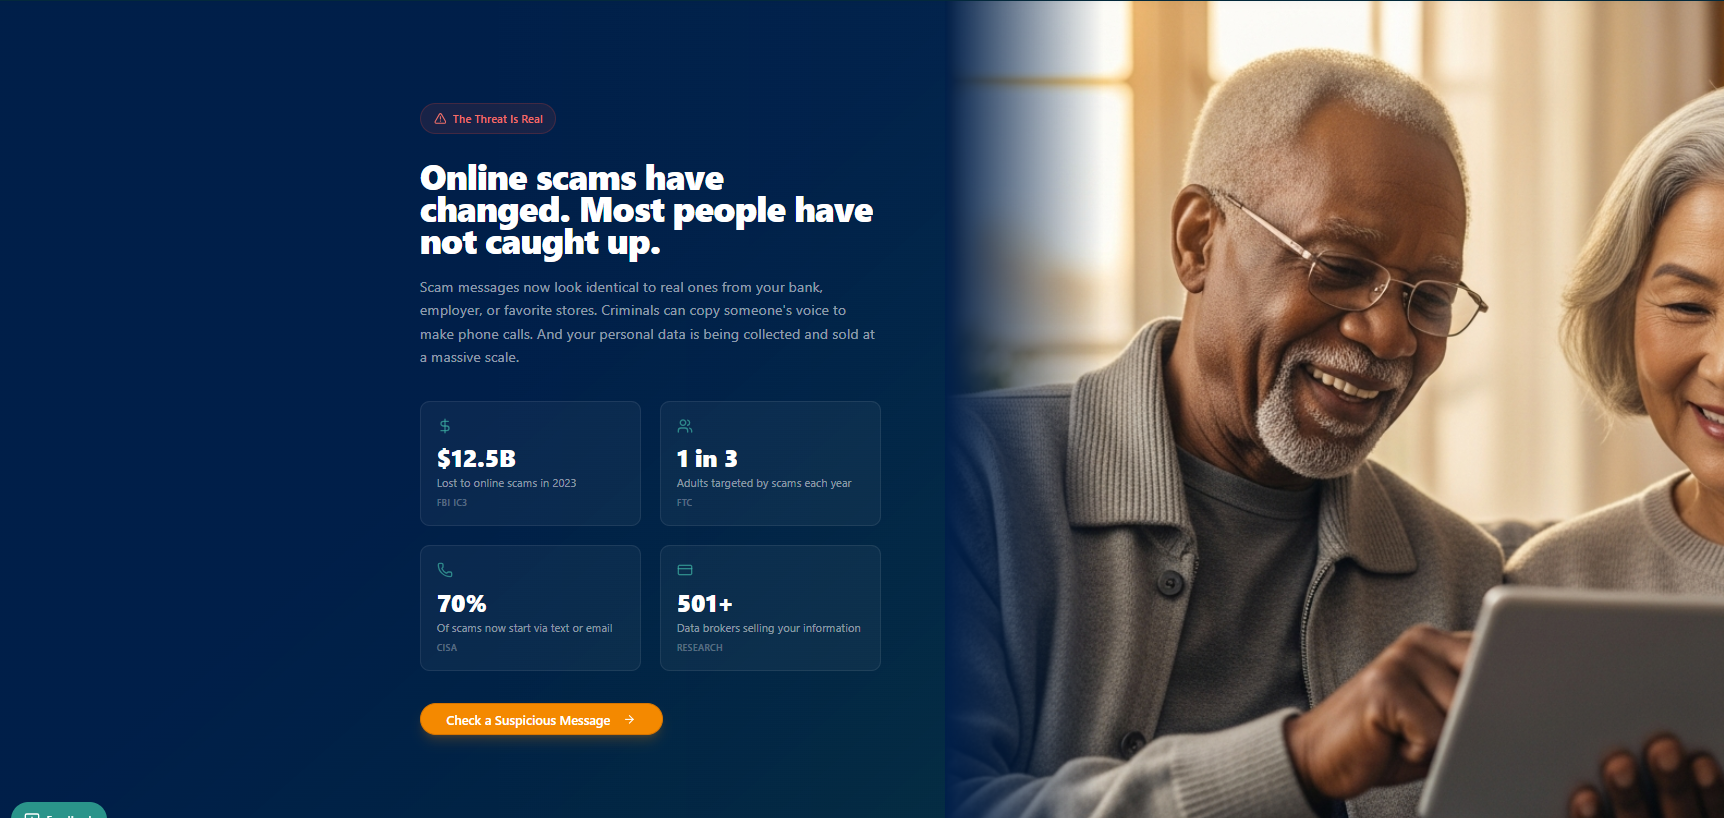 The Threat Is Real
Online scams have
changed. Most people have
not caught up.
Scam messages now look identical to real ones from your bank,
employer, or favorite stores. Criminals can copy someone's voice to
make phone calls. And your personal data is being collected and sold at
a massive scale.
$12.5B
Lost to online scams in 2023
FBI IC3
1 in 3
Adults targeted by scams each year
FTC
70%
Of scams now start via text or email
CISA
501+
Data brokers selling your information
RESEARCH
Check a Suspicious Message